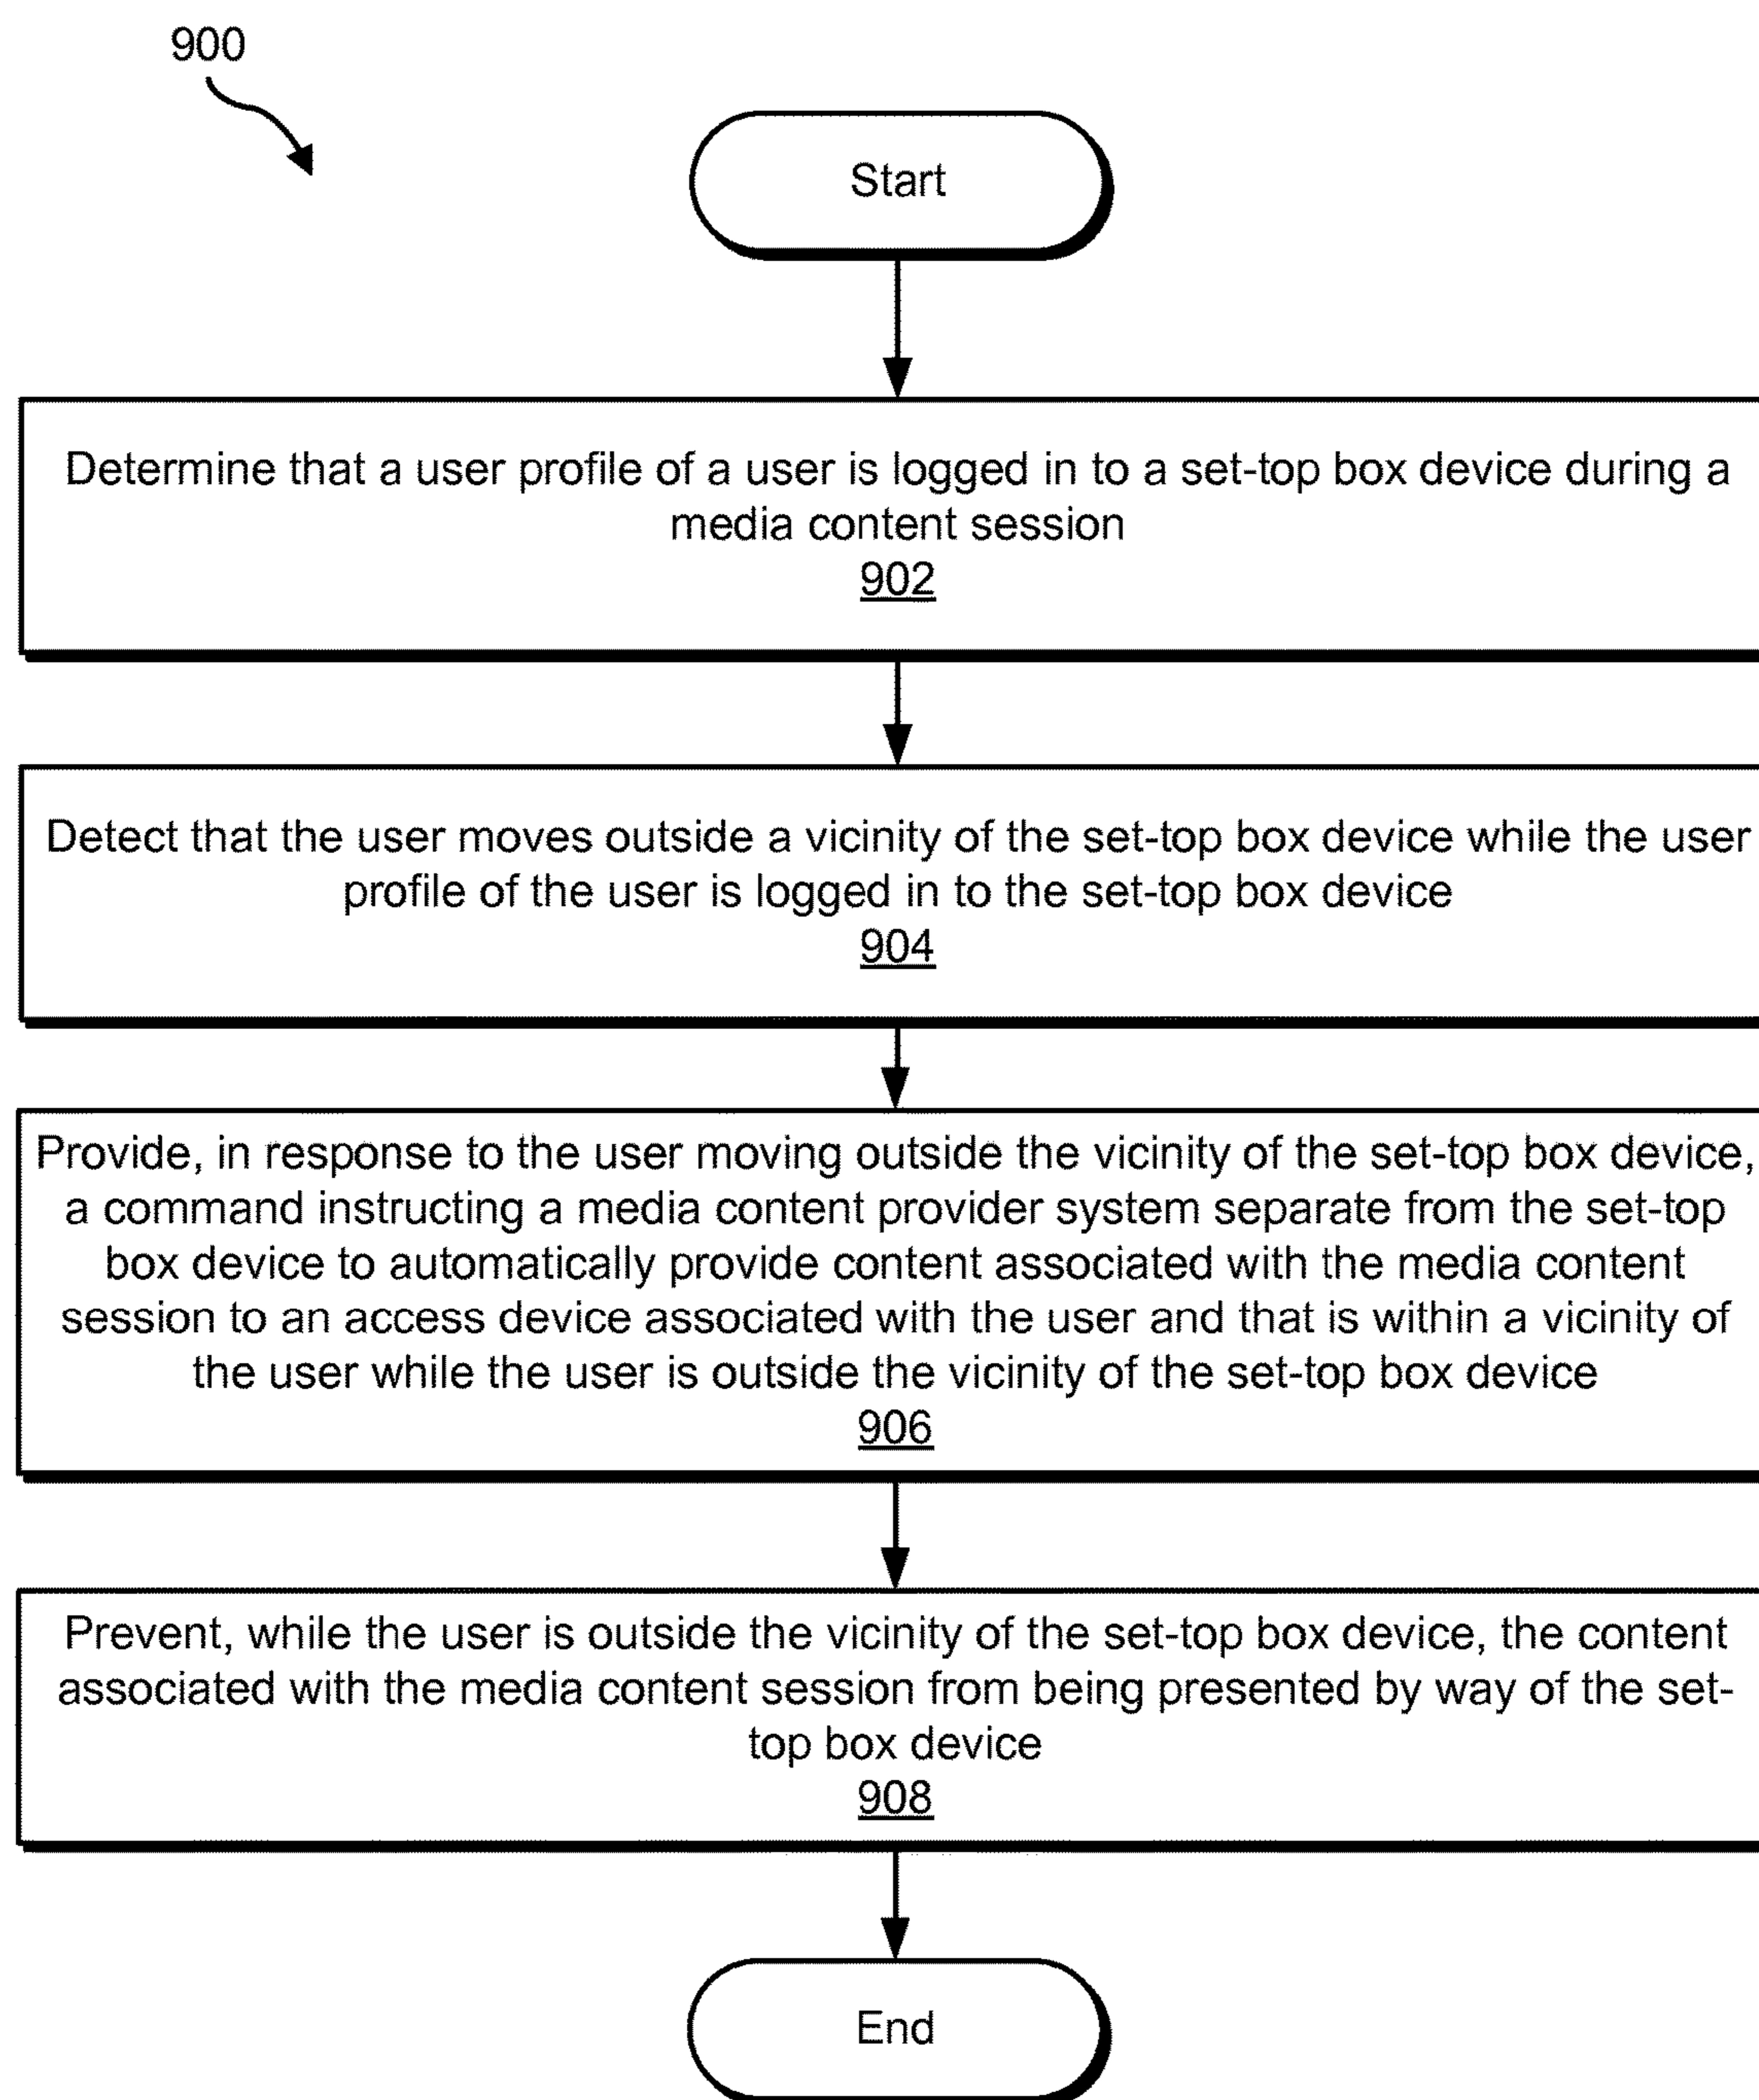 900
Start
Determine that a user profile of a user is logged in to a set-top box device during a
media content session
902
Detect that the user moves outside a vicinity of the set-top box device while the user
profile of the user is logged in to the set-top box device
904
Provide, in response to the user moving outside the vicinity of the set-top box device,
a command instructing a media content provider system separate from the set-top
box device to automatically provide content associated with the media content
session to an access device associated with the user and that is within a vicinity of
the user while the user is outside the vicinity of the set-top box device
906
Prevent, while the user is outside the vicinity of the set-top box device, the content
associated with the media content session from being presented by way of the set-
top box device
908
End